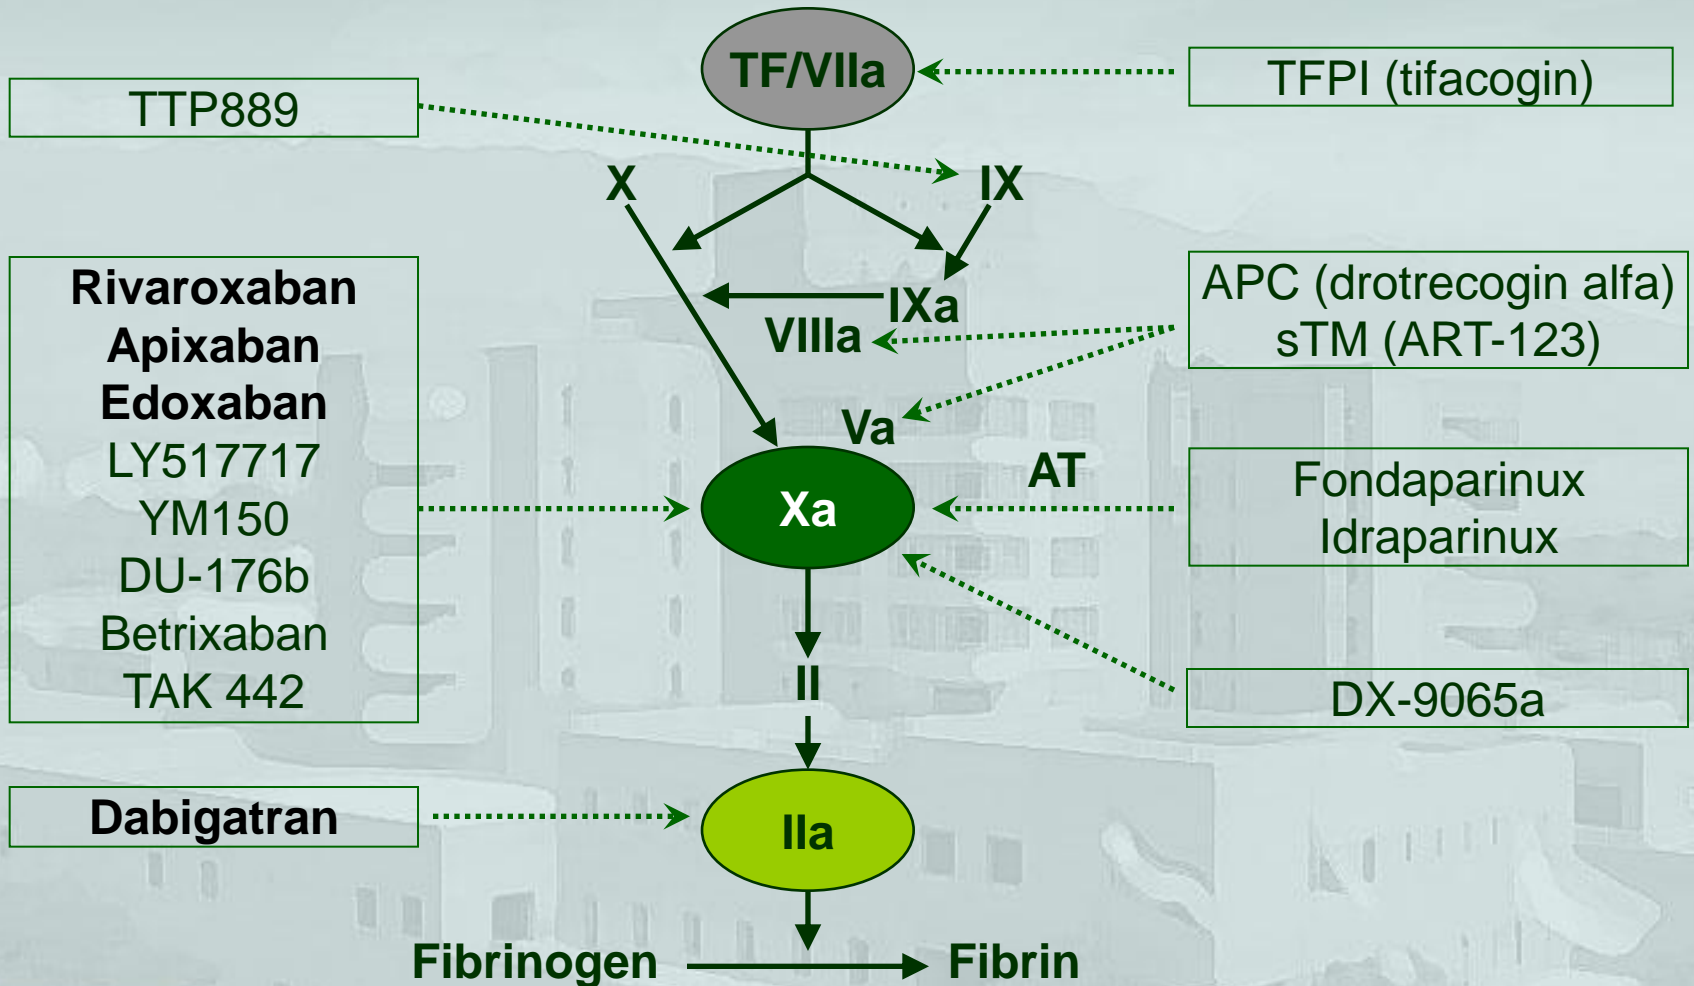 TF/VIIa
TFPI (tifacogin)
TTP889
X
IX
Rivaroxaban
Apixaban
Edoxaban
LY517717
YM150
DU-176b
Betrixaban
TAK 442
IXa
VIIIa
APC (drotrecogin alfa)
sTM (ART-123)
Va
AT
Xa
Fondaparinux
Idraparinux
II
DX-9065a
Dabigatran
IIa
Fibrinogen
Fibrin